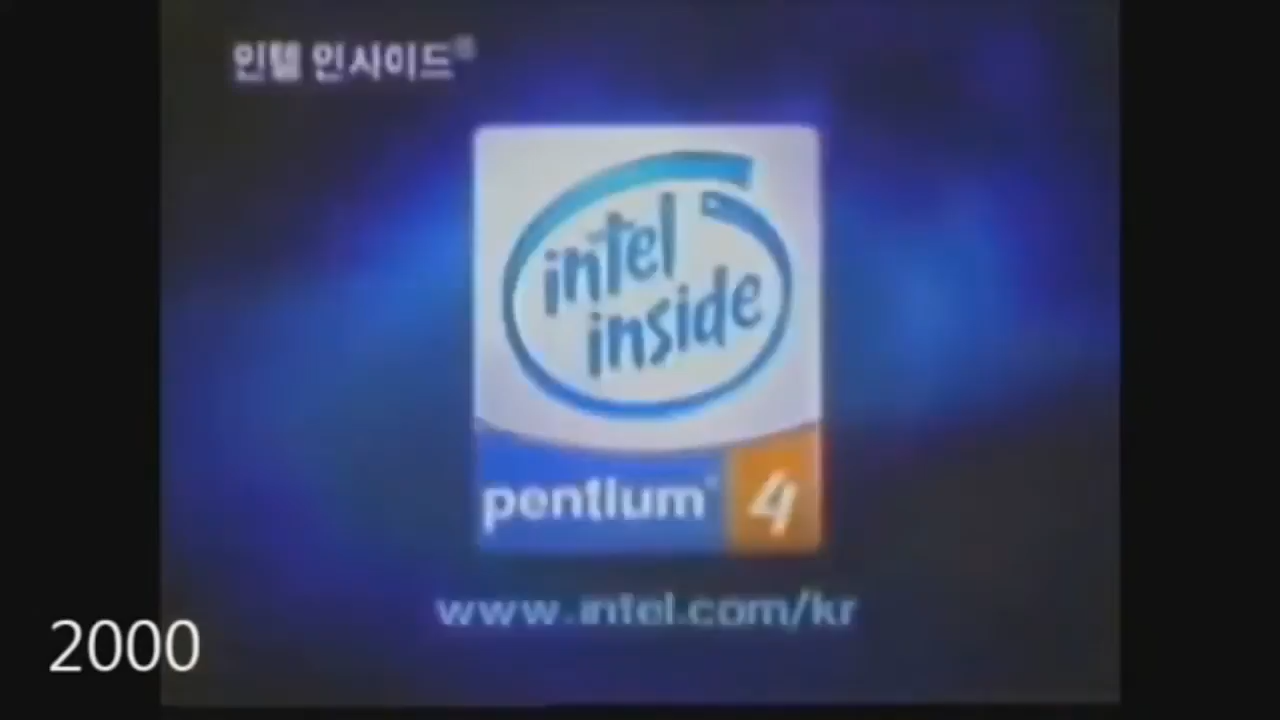 인텔 인사이드®
intel
inside
pentium
4
www.intel.com/kr
2000